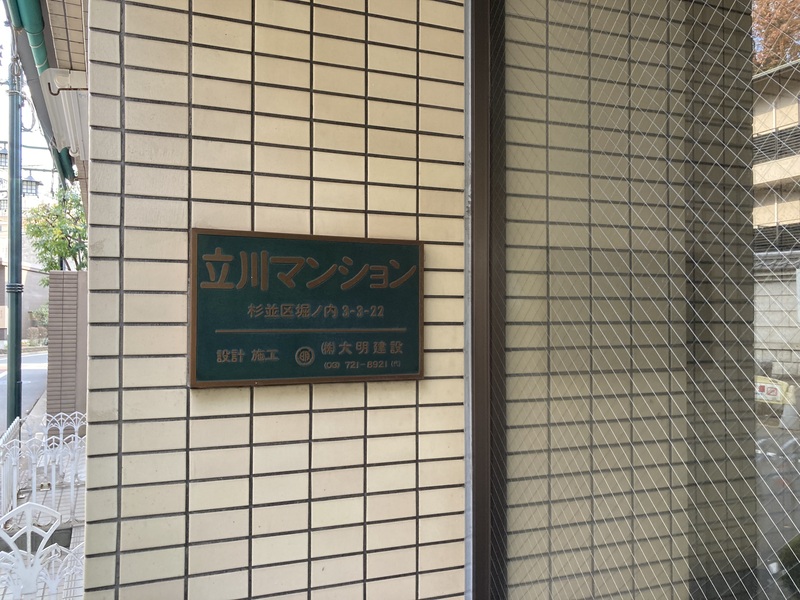 立川マンション
杉並区堀ノ内 3-3-22
設計 施工 ㈱大明建設
(03) 721-8921 ㈹